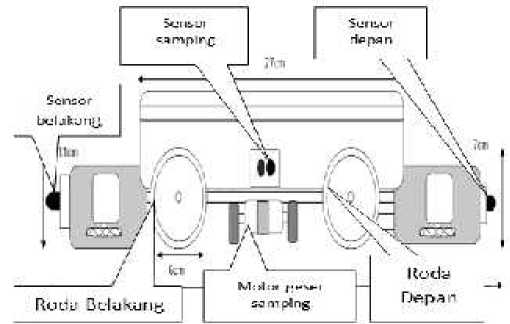 Sensor
samping
Sensor
depan
27cm
Sensor
belakang
11cm
7cm
6cm
Motor geser
samping
Roda
Depan
Roda Belakang